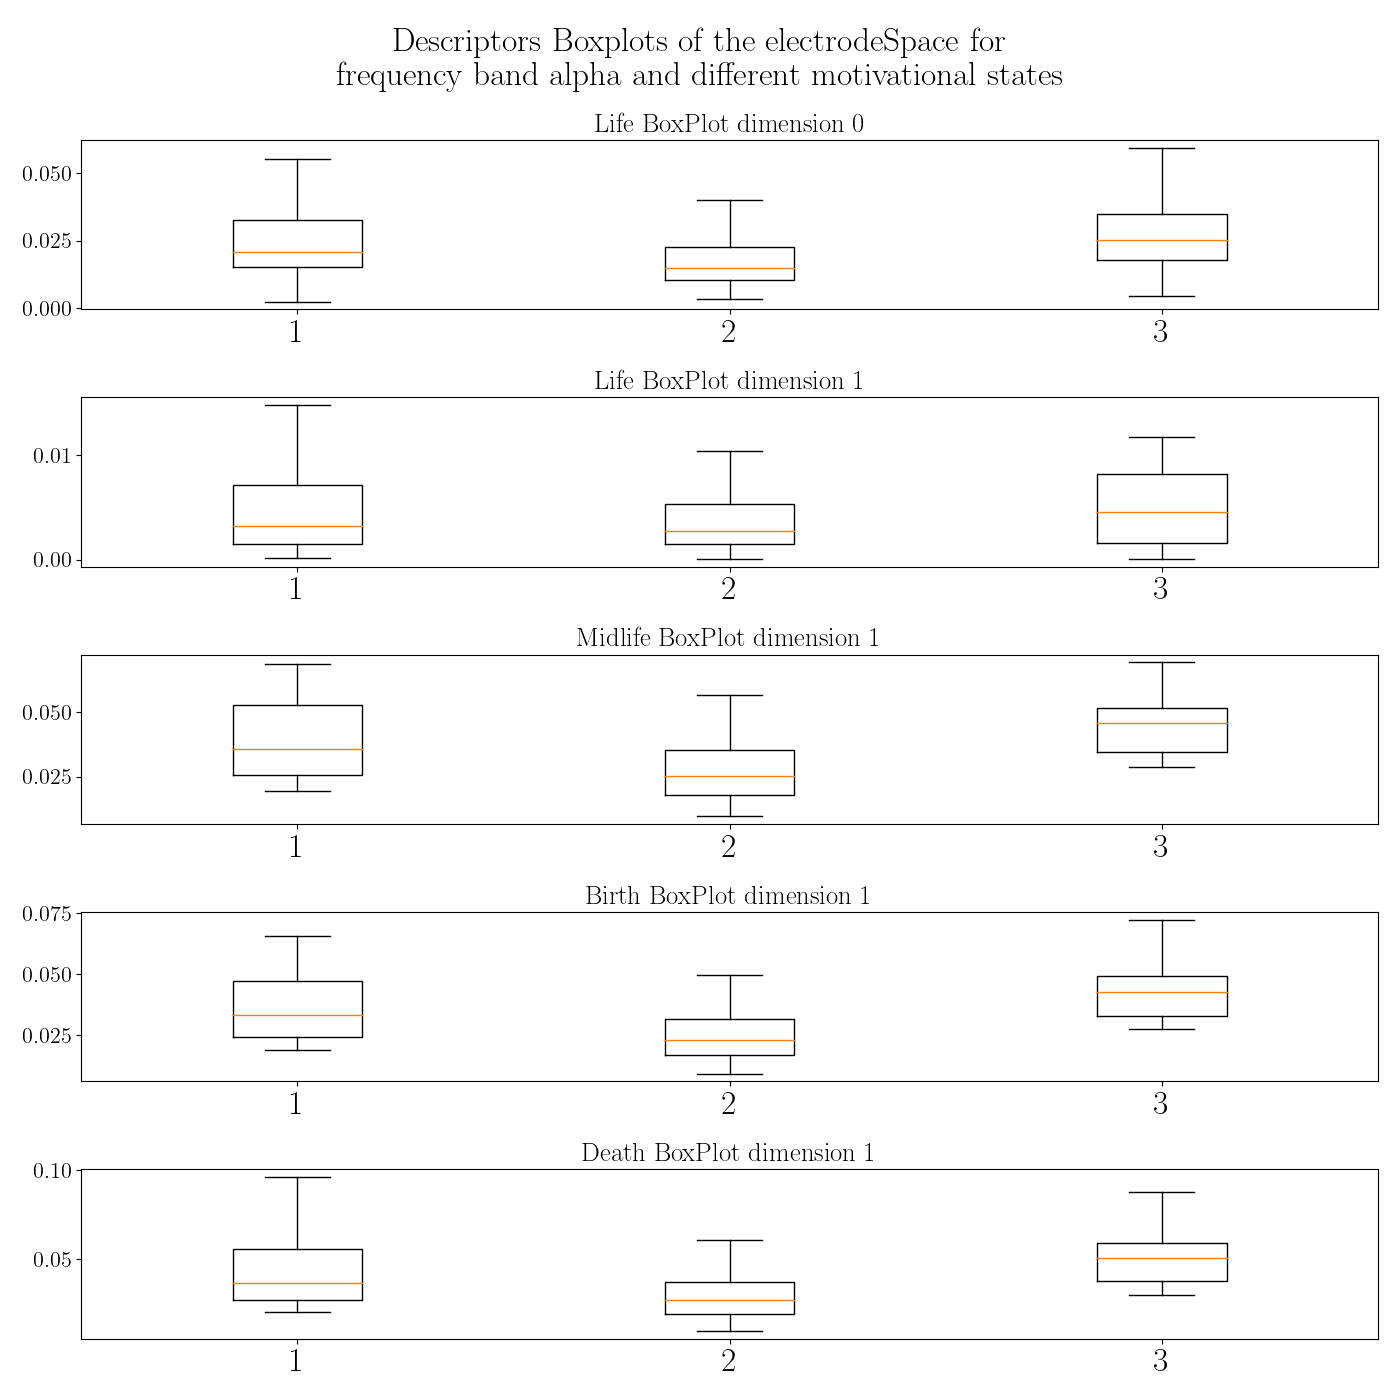 Descriptors Boxplots of the electrodeSpace for
frequency band alpha and different motivational states
Life BoxPlot dimension 0
0.050
0.025
0.000
1 2 3
Life BoxPlot dimension 1
0.01
0.00
1 2 3
Midlife BoxPlot dimension 1
0.050
0.025
1 2 3
Birth BoxPlot dimension 1
0.075
0.050
0.025
1 2 3
Death BoxPlot dimension 1
0.10
0.05
1 2 3